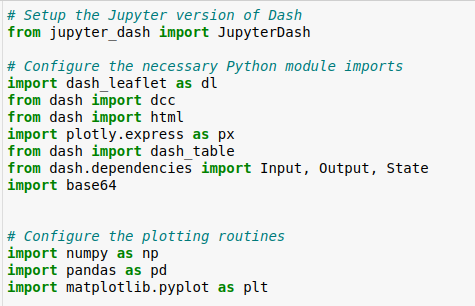 # Setup the Jupyter version of Dash
from jupyter_dash import JupyterDash
# Configure the necessary Python module imports
import dash_leaflet as dl
from dash import dcc
from dash import html
import plotly.express as px
from dash import dash_table
from dash.dependencies import Input, Output, State
import base64
# Configure the plotting routines
import numpy as np
import pandas as pd
import matplotlib.pyplot as plt